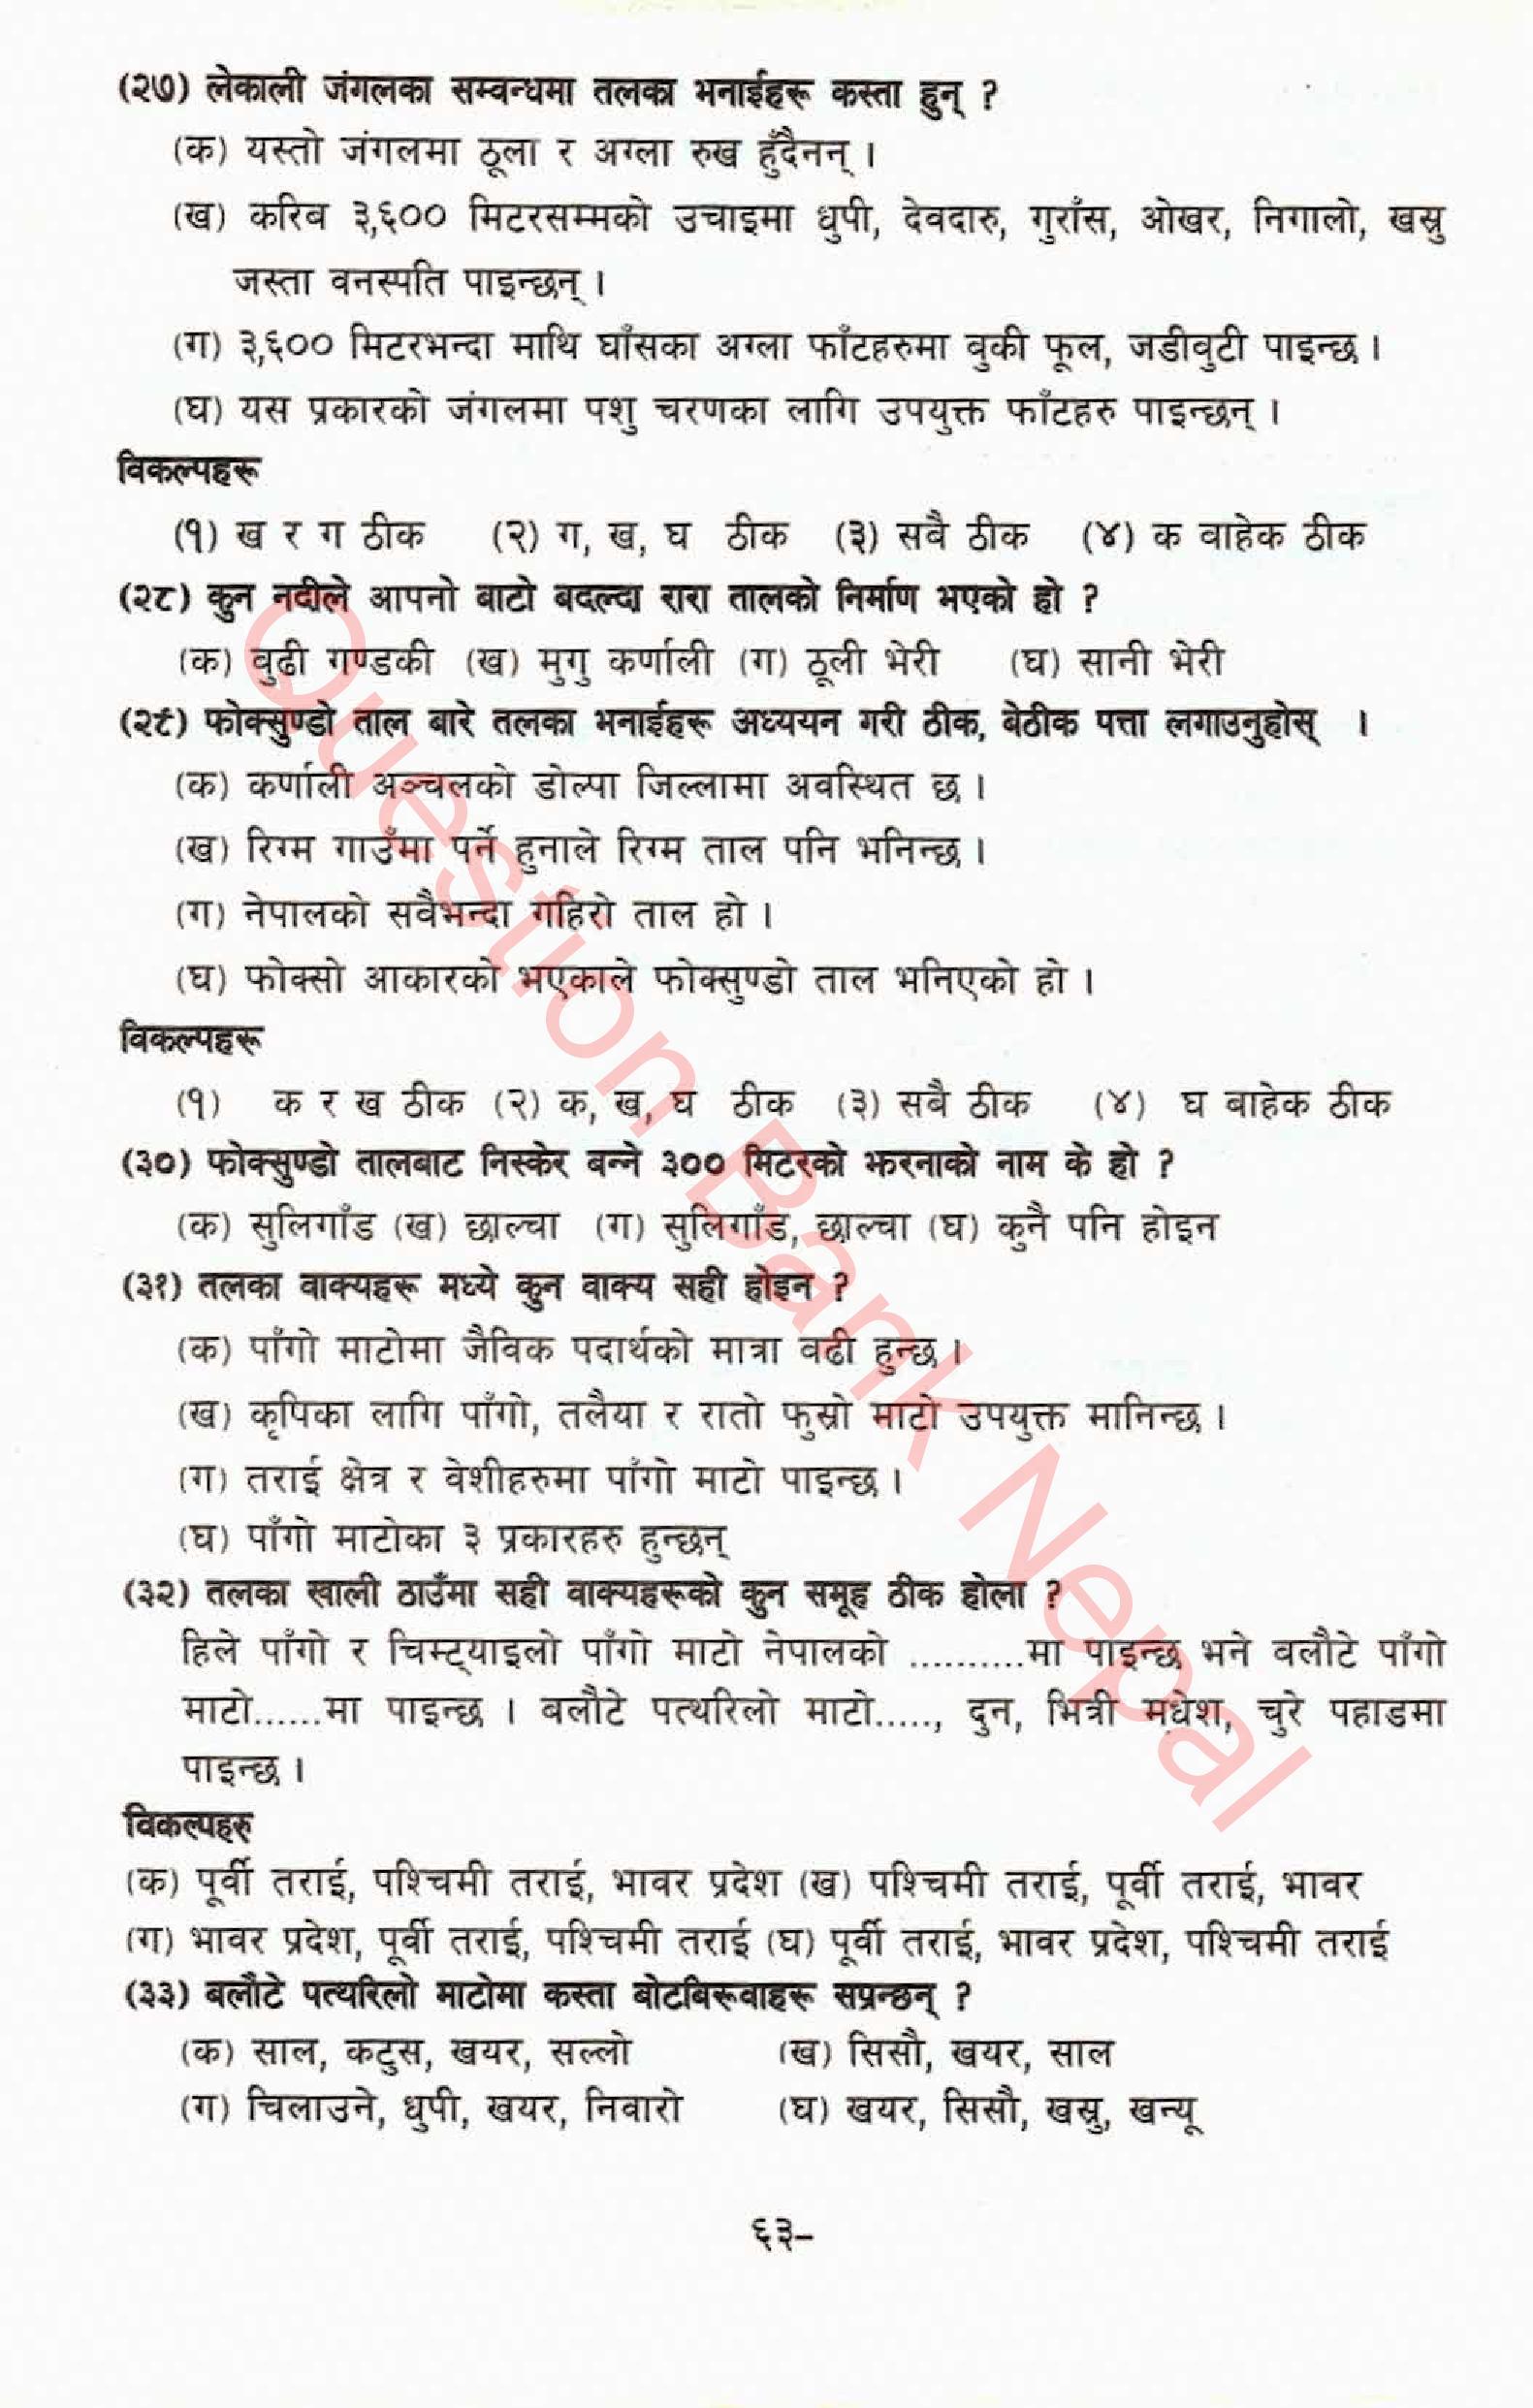 (२७) लेकाली जंगलका सम्वन्धमा तलका भनाईहरू कस्ता हुन् ?
(क) यस्तो जंगलमा ठूला र अग्ला रुख हुँदैनन् ।
(ख) करिव ३,६०० मिटरसम्मको उचाइमा धुपी, देवदारु, गुराँस, ओखर, निगालो, खस्रु
जस्ता वनस्पति पाइन्छन् ।
(ग) ३,६०० मिटरभन्दा माथि घाँसका अग्ला फाँटहरुमा वुकी फूल, जडीवुटी पाइन्छ ।
(घ) यस प्रकारको जंगलमा पशु चरणका लागि उपयुक्त फाँटहरु पाइन्छन् ।
विकल्पहरू
(१) ख र ग ठीक (२) ग, ख, घ ठीक (३) सवै ठीक (४) क वाहेक ठीक
(२८) कुन नदीले आपनो बाटो बदल्दा रारा तालको निर्माण भएको हो ?
(क) वुढी गण्डकी (ख) मुगु कर्णाली (ग) ठूली भेरी (घ) सानी भेरी
(२९) फोक्सुण्डो ताल बारे तलका भनाईहरू अध्ययन गरी ठीक, बेठीक पत्ता लगाउनुहोस् ।
(क) कर्णाली अञ्चलको डोल्पा जिल्लामा अवस्थित छ ।
(ख) रिग्म गाउँमा पर्ने हुनाले रिग्म ताल पनि भनिन्छ ।
(ग) नेपालको सवैभन्दा गहिरो ताल हो ।
(घ) फोक्सो आकारको भएकाले फोक्सुण्डो ताल भनिएको हो ।
विकल्पहरू
(१) क र ख ठीक (२) क, ख, घ ठीक (३) सबै ठीक (४) घ बाहेक ठीक
(३०) फोक्सुण्डो तालबाट निस्केर बन्ने ३०० मिटरको झरनाको नाम के हो ?
(क) सुलिगाँड (ख) छाल्चा (ग) सुलिगाँड, छाल्चा (घ) कुनै पनि होइन
(३१) तलका वाक्यहरू मध्ये कुन वाक्य सही होइन ?
(क) पाँगो माटोमा जैविक पदार्थको मात्रा वढी हुन्छ ।
(ख) कृषिका लागि पाँगो, तलैया र रातो फुस्रो माटो उपयुक्त मानिन्छ ।
(ग) तराई क्षेत्र र वेशीहरुमा पाँगो माटो पाइन्छ ।
(घ) पाँगो माटोका ३ प्रकारहरु हुन्छन्
(३२) तलका खाली ठाउँमा सही वाक्यहरूको कुन समूह ठीक होला ?
हिले पाँगो र चिम्ट्याइलो पाँगो माटो नेपालको ..........मा पाइन्छ भने वलौटे पाँगो
माटो......मा पाइन्छ । वलौटे पत्थरिलो माटो....., दुन, भित्री मधेश, चुरे पहाडमा
पाइन्छ ।
विकल्पहरु
(क) पूर्वी तराई, पश्चिमी तराई, भावर प्रदेश (ख) पश्चिमी तराई, पूर्वी तराई, भावर
(ग) भावर प्रदेश, पूर्वी तराई, पश्चिमी तराई (घ) पूर्वी तराई, भावर प्रदेश, पश्चिमी तराई
(३३) बलौटे पत्थरिलो माटोमा कस्ता बोटबिरूवाहरू सप्रन्छन् ?
(क) साल, कटुस, खयर, सल्लो (ख) सिसौ, खयर, साल
(ग) चिलाउने, धुपी, खयर, निवारो (घ) खयर, सिसौ, खस्रु, खन्यू
६३-
Question Bank Nepal